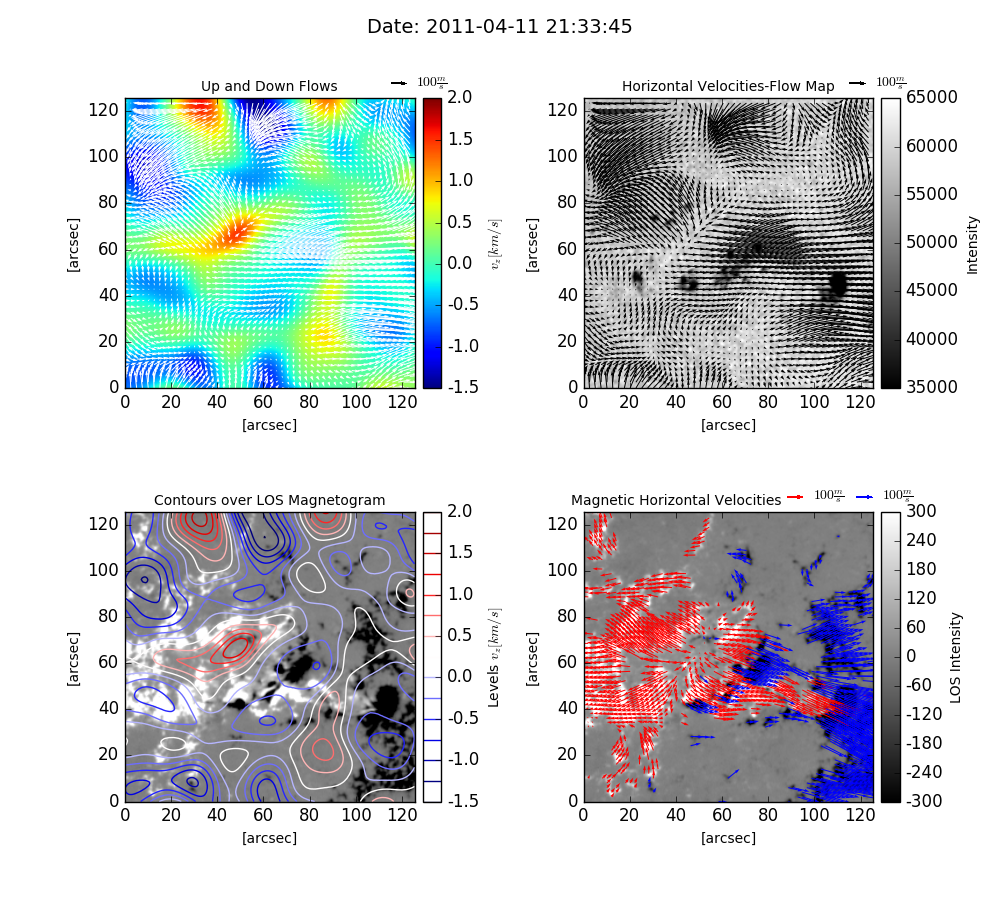 Date: 2011-04-11 21:33:45
Up and Down Flows
100 m/s
120
100
80
60
40
20
0
[arcsec]
0 20 40 60 80 100 120
[arcsec]
2.0
1.5
1.0
0.5
0.0
-0.5
-1.0
-1.5
v_z[km/s]
Horizontal Velocities-Flow Map
100 m/s
120
100
80
60
40
20
0
[arcsec]
0 20 40 60 80 100 120
[arcsec]
65000
60000
55000
50000
45000
40000
35000
Intensity
Contours over LOS Magnetogram
120
100
80
60
40
20
0
[arcsec]
0 20 40 60 80 100 120
[arcsec]
2.0
1.5
1.0
0.5
-0.0
-0.5
-1.0
-1.5
Levels v_z[km/s]
Magnetic Horizontal Velocities
100 m/s 100 m/s
120
100
80
60
40
20
0
[arcsec]
0 20 40 60 80 100 120
[arcsec]
300
240
180
120
60
0
-60
-120
-180
-240
-300
LOS Intensity